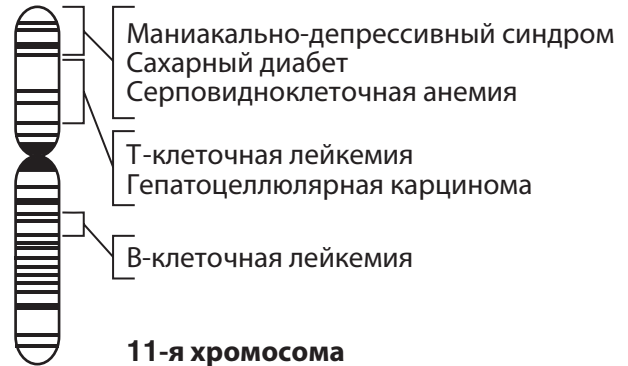 Маниакально-депрессивный синдром
Сахарный диабет
Серповидноклеточная анемия
Т-клеточная лейкемия
Гепатоцеллюлярная карцинома
В-клеточная лейкемия
11-я хромосома